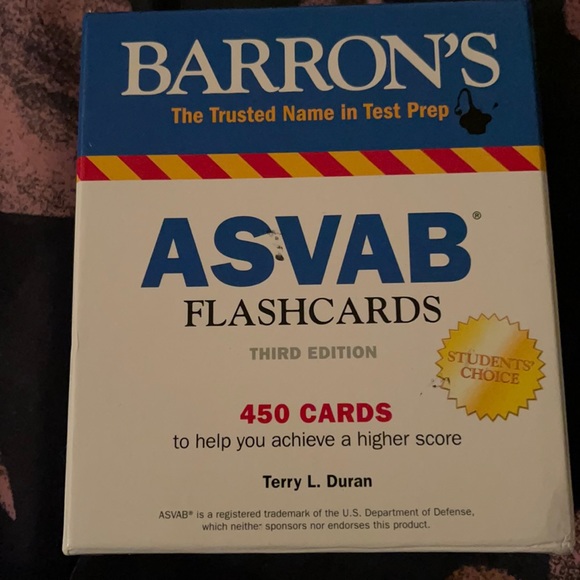 BARRON'S
The Trusted Name in Test Prep
ASVAB®
FLASHCARDS
THIRD EDITION
STUDENTS'
CHOICE
450 CARDS
to help you achieve a higher score
Terry L. Duran
ASVAB® is a registered trademark of the U.S. Department of Defense,
which neither sponsors nor endorses this product.